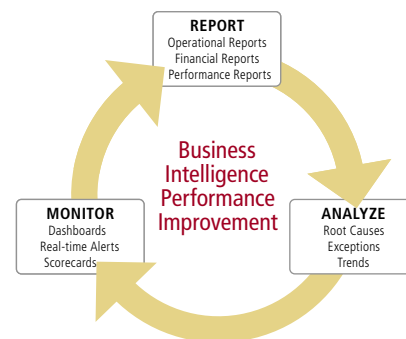 REPORT
Operational Reports
Financial Reports
Performance Reports
Business
Intelligence
Performance
Improvement
MONITOR
Dashboards
Real-time Alerts
Scorecards
ANALYZE
Root Causes
Exceptions
Trends